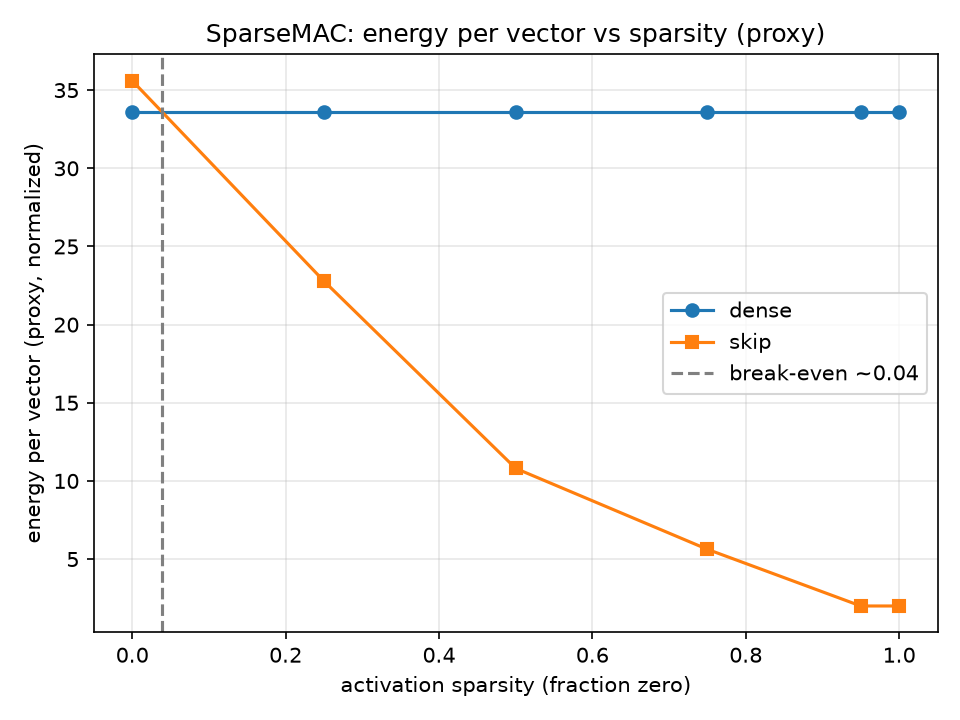 SparseMAC: energy per vector vs sparsity (proxy)
energy per vector (proxy, normalized)
35
30
25
20
15
10
5
dense
skip
break-even ~0.04
0.0 0.2 0.4 0.6 0.8 1.0
activation sparsity (fraction zero)